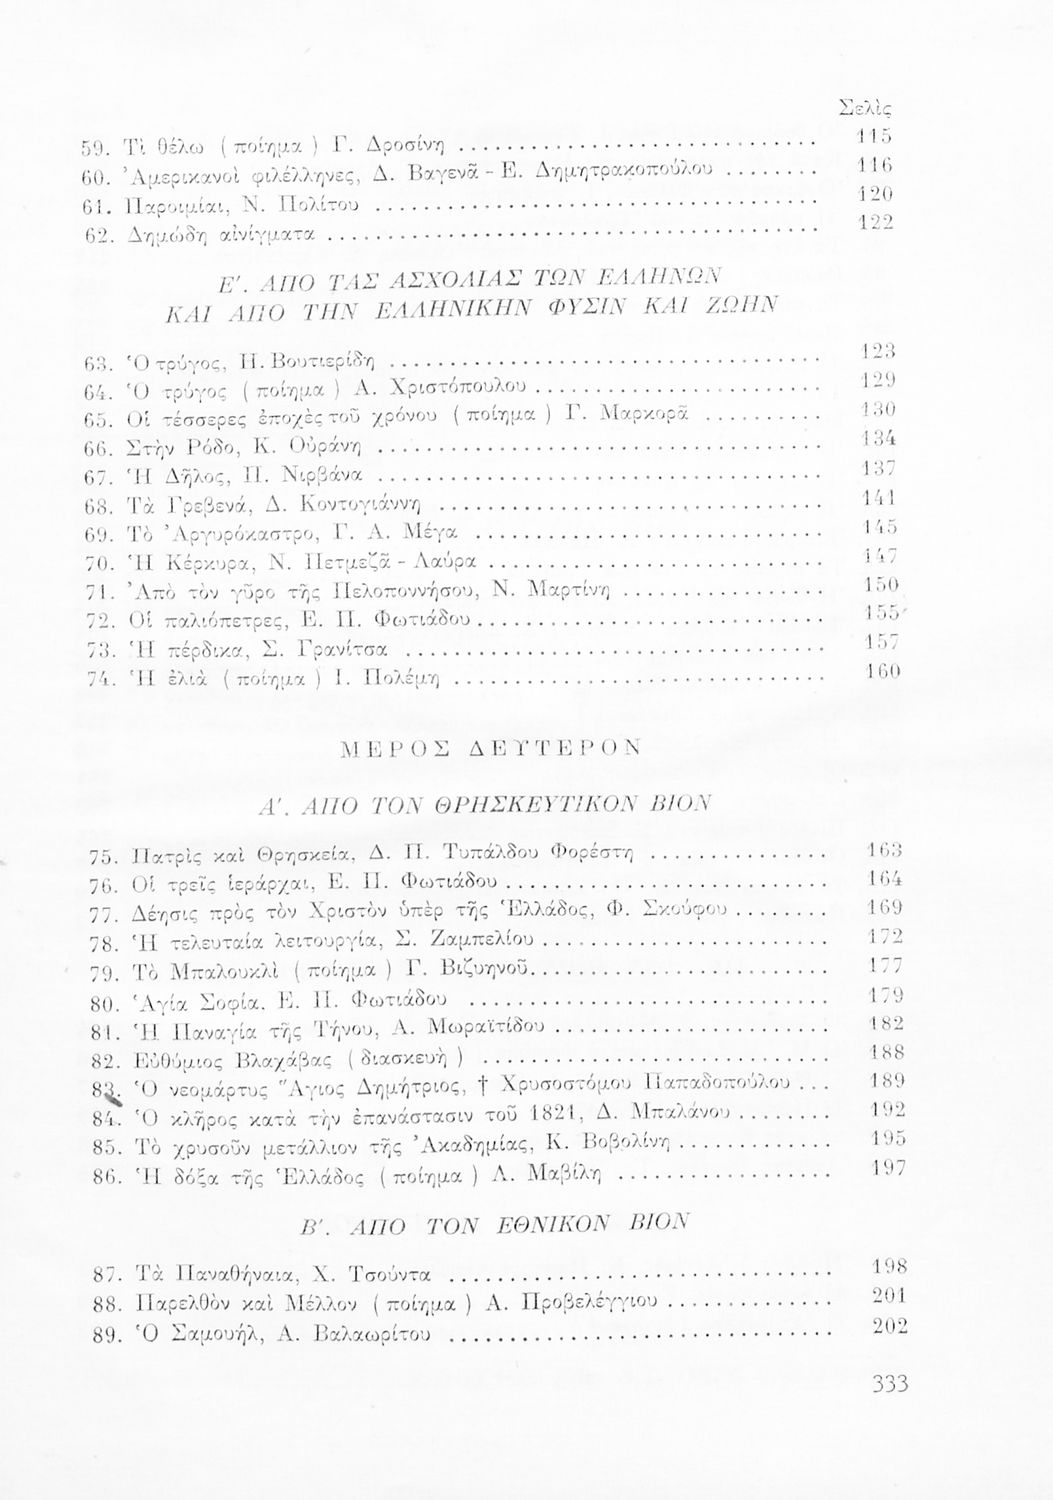 Σελὶς
59. Τὶ θέλω ( ποίημα ) Γ. Δροσίνη .............................. 115
60. Ἀμερικανοὶ φιλέλληνες, Δ. Βαγενᾶ - Ε. Δημητρακοπούλου ........ 116
61. Παροιμίαι, Ν. Πολίτου .............................. 120
62. Δημώδη αἰνίγματα .............................. 122
Ε΄. ΑΠΟ ΤΑΣ ΑΣΧΟΛΙΑΣ ΤΩΝ ΕΛΛΗΝΩΝ
ΚΑΙ ΑΠΟ ΤΗΝ ΕΛΛΗΝΙΚΗΝ ΦΥΣΙΝ ΚΑΙ ΖΩΗΝ
63. Ὁ τρύγος, Π. Βουτιερίδη .............................. 123
64. Ὁ τρύγος ( ποίημα ) Α. Χριστόπουλου .................... 129
65. Οἱ τέσσερες ἐποχὲς τοῦ χρόνου ( ποίημα ) Γ. Μαρκορᾶ .......... 130
66. Στὴν Ρόδο, Κ. Οὐράνη .............................. 134
67. Ἡ Δῆλος, Π. Νιρβάνα .............................. 137
68. Τὰ Γρεβενά, Δ. Κοντογιάννη .............................. 141
69. Τὸ Ἀργυρόκαστρο, Γ. Α. Μέγα .............................. 145
70. Ἡ Κέρκυρα, Ν. Πετμεζᾶ - Λαύρα .............................. 147
71. Ἀπὸ τὸν γῦρο τῆς Πελοποννήσου, Ν. Μαρτίνη .................. 150
72. Οἱ παλιόπετρες, Ε. Π. Φωτιάδου .............................. 155
73. Ἡ πέρδικα, Σ. Γρανίτσα .............................. 157
74. Ἡ ἐλιὰ ( ποίημα ) Ι. Πολέμη .............................. 160
ΜΕΡΟΣ ΔΕΥΤΕΡΟΝ
Α΄. ΑΠΟ ΤΟΝ ΘΡΗΣΚΕΥΤΙΚΟΝ ΒΙΟΝ
75. Πατρὶς καὶ Θρησκεία, Δ. Π. Τυπάλδου Φορέστη ................ 163
76. Οἱ τρεῖς ἱεράρχαι, Ε. Π. Φωτιάδου .......................... 164
77. Δέησις πρὸς τὸν Χριστὸν ὑπὲρ τῆς Ἑλλάδος, Φ. Σκούφου ........ 169
78. Ἡ τελευταία λειτουργία, Σ. Ζαμπελίου ........................ 172
79. Τὸ Μπαλουκλὶ ( ποίημα ) Γ. Βιζυηνοῦ........................ 177
80. Ἁγία Σοφία. Ε. Π. Φωτιάδου .............................. 179
81. Ἡ Παναγία τῆς Τήνου, Α. Μωραϊτίδου ........................ 182
82. Εὐθύμιος Βλαχάβας ( διασκευὴ ) .............................. 188
83. Ὁ νεομάρτυς Ἅγιος Δημήτριος, † Χρυσοστόμου Παπαδοπούλου ... 189
84. Ὁ κλῆρος κατὰ τὴν ἐπανάστασιν τοῦ 1821, Δ. Μπαλάνου ........ 192
85. Τὸ χρυσοῦν μετάλλιον τῆς Ἀκαδημίας, Κ. Βοβολίνη ............. 195
86. Ἡ δόξα τῆς Ἑλλάδος ( ποίημα ) Λ. Μαβίλη .................. 197
Β΄. ΑΠΟ ΤΟΝ ΕΘΝΙΚΟΝ ΒΙΟΝ
87. Τὰ Παναθήναια, Χ. Τσούντα .............................. 198
88. Παρελθὸν καὶ Μέλλον ( ποίημα ) Α. Προβελέγγιου .............. 201
89. Ὁ Σαμουήλ, Α. Βαλαωρίτου .............................. 202
333